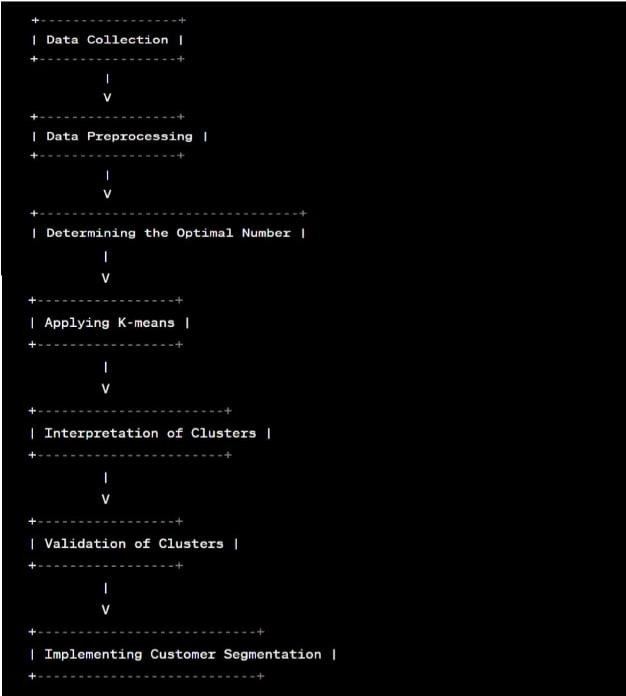 +------------------+
| Data Collection |
+------------------+
|
V
+------------------+
| Data Preprocessing |
+------------------+
|
V
+---------------------------------+
| Determining the Optimal Number |
|
V
+------------------+
| Applying K-means |
+------------------+
|
V
+------------------------+
| Interpretation of Clusters |
+------------------------+
|
V
+------------------+
| Validation of Clusters |
+------------------+
|
V
+----------------------------+
| Implementing Customer Segmentation |
+----------------------------+